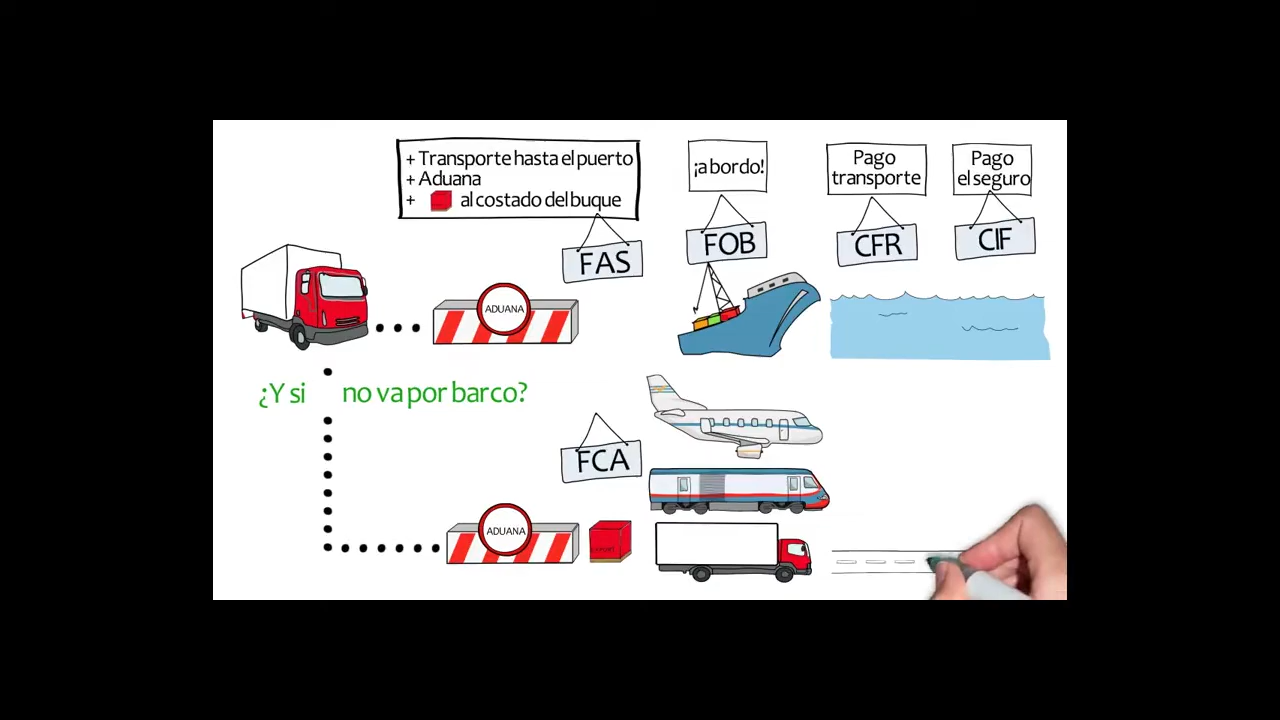 + Transporte hasta el puerto
+ Aduana
+ al costado del buque
¡a bordo!
Pago
transporte
Pago
el seguro
FAS
FOB
CFR
CIF
ADUANA
¿Y si no va por barco?
FCA
ADUANA